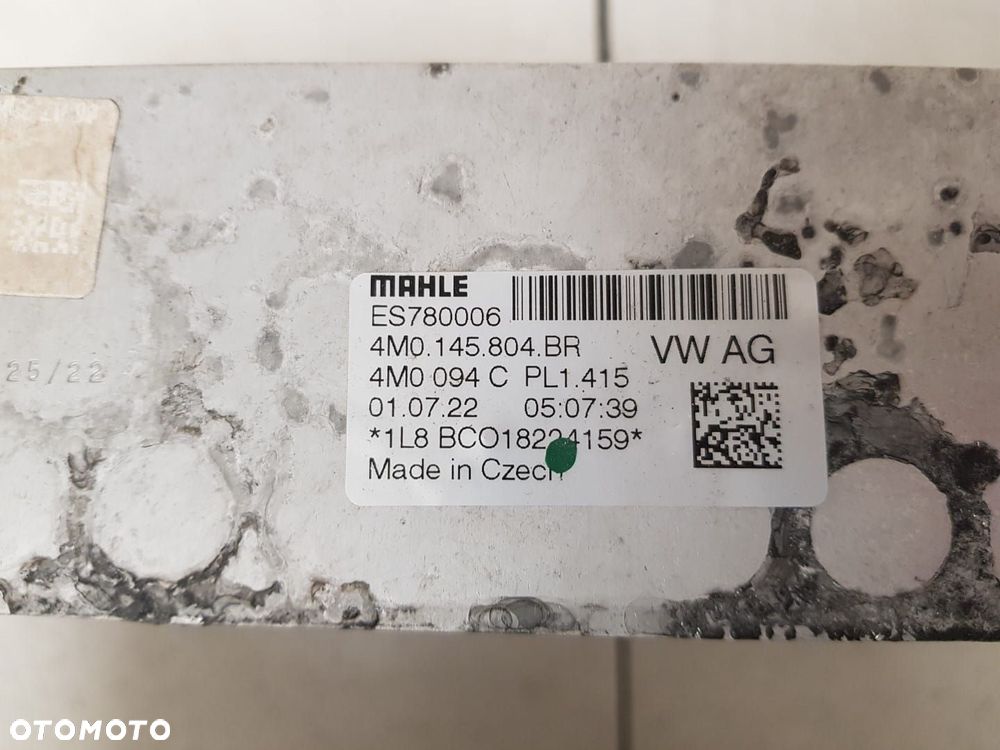 MAHLE
ES780006
4M0.145.804.BR VW AG
4M0 094 C PL1.415
01.07.22 05:07:39
*1L8 BCO18224159*
Made in Czech
25/22
OTOMOTO